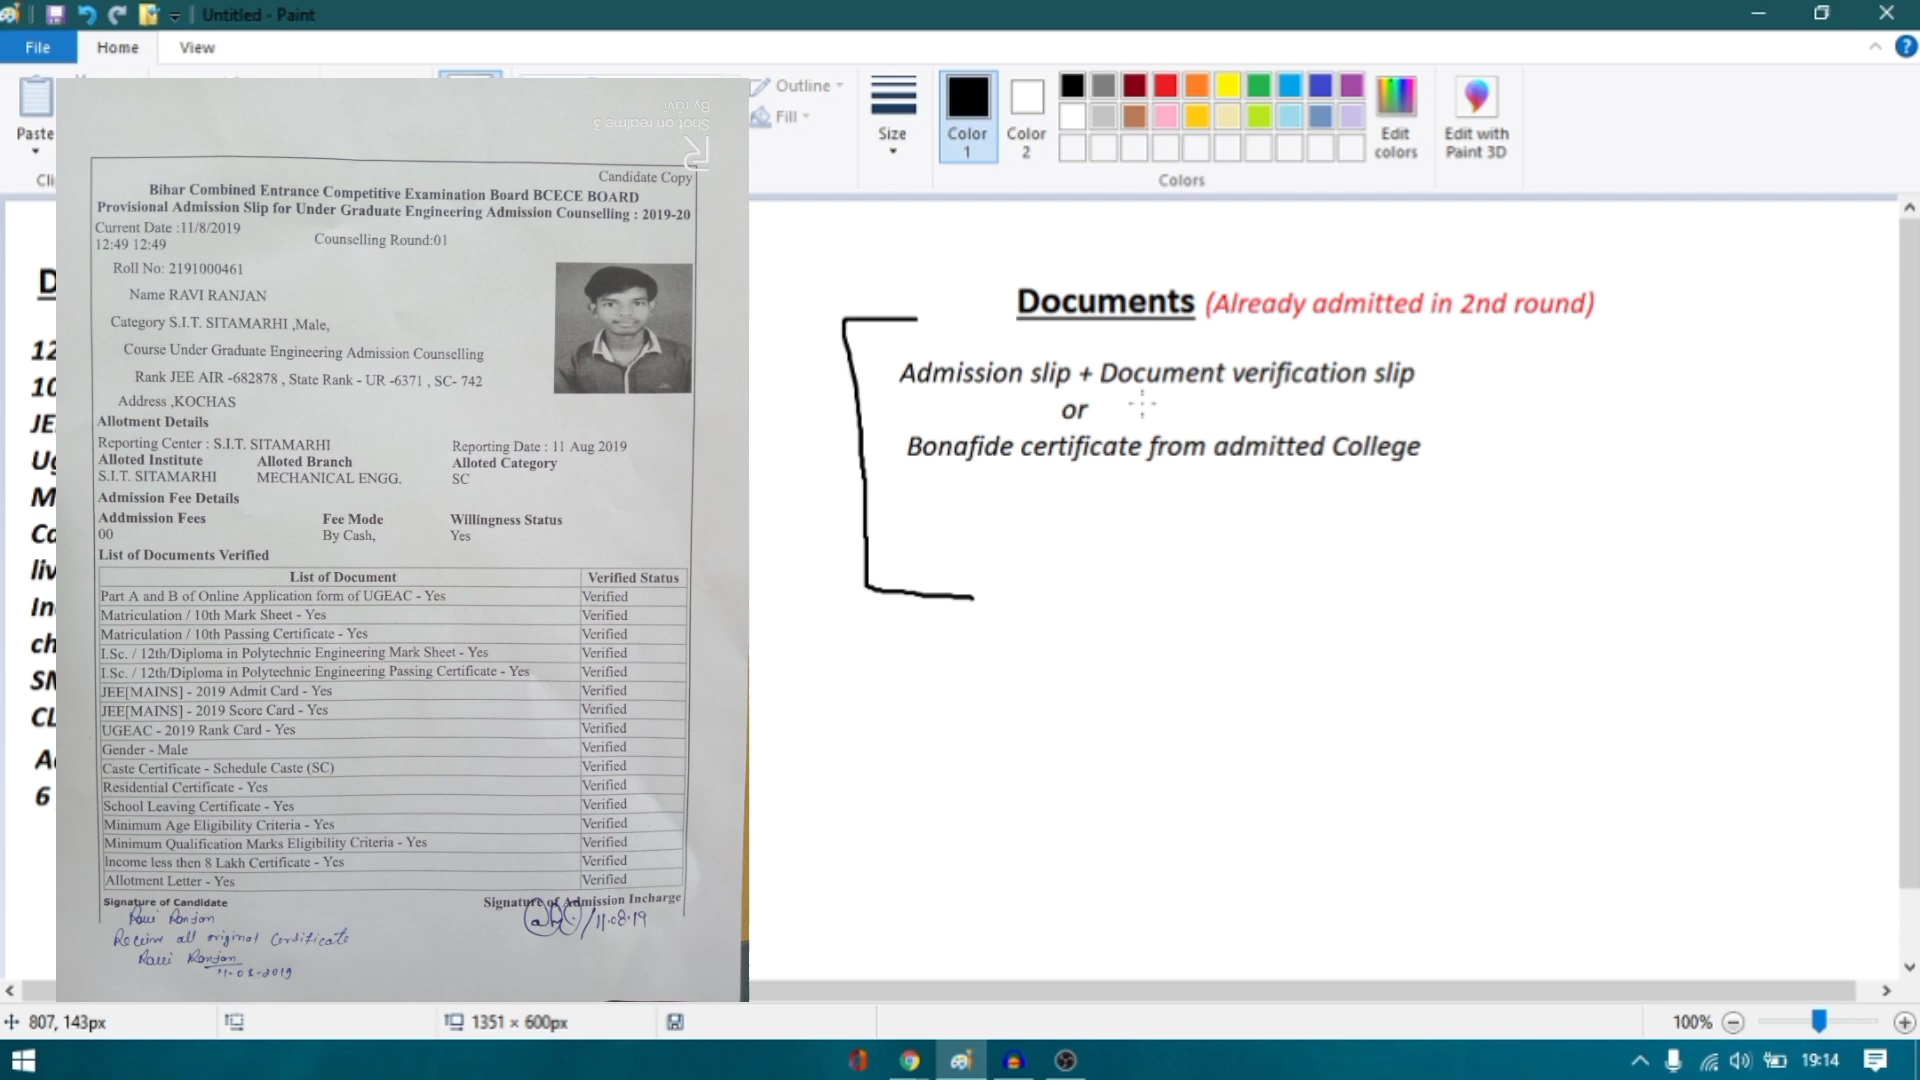 Untitled - Paint
File
Home
View
Paste
Outline
Fill
Size
Color
1
Color
2
Edit
colors
Edit with
Paint 3D
Colors
By ravi
Shot on realme 3
Candidate Copy
Bihar Combined Entrance Competitive Examination Board BCECE BOARD
Provisional Admission Slip for Under Graduate Engineering Admission Counselling : 2019-20
Current Date :11/8/2019
12:49 12:49
Counselling Round:01
Roll No: 2191000461
Name RAVI RANJAN
Category S.I.T. SITAMARHI ,Male,
Course Under Graduate Engineering Admission Counselling
Rank JEE AIR -682878 , State Rank - UR -6371 , SC- 742
Address ,KOCHAS
Allotment Details
Reporting Center : S.I.T. SITAMARHI Reporting Date : 11 Aug 2019
Alloted Institute Alloted Branch Alloted Category
S.I.T. SITAMARHI MECHANICAL ENGG. SC
Admission Fee Details
Addmission Fees Fee Mode Willingness Status
00 By Cash, Yes
List of Documents Verified
List of Document Verified Status
Part A and B of Online Application form of UGEAC - Yes Verified
Matriculation / 10th Mark Sheet - Yes Verified
Matriculation / 10th Passing Certificate - Yes Verified
I.Sc. / 12th/Diploma in Polytechnic Engineering Mark Sheet - Yes Verified
I.Sc. / 12th/Diploma in Polytechnic Engineering Passing Certificate - Yes Verified
JEE[MAINS] - 2019 Admit Card - Yes Verified
JEE[MAINS] - 2019 Score Card - Yes Verified
UGEAC - 2019 Rank Card - Yes Verified
Gender - Male Verified
Caste Certificate - Schedule Caste (SC) Verified
Residential Certificate - Yes Verified
School Leaving Certificate - Yes Verified
Minimum Age Eligibility Criteria - Yes Verified
Minimum Qualification Marks Eligibility Criteria - Yes Verified
Income less then 8 Lakh Certificate - Yes Verified
Allotment Letter - Yes Verified
Signature of Candidate Signature of Admission Incharge
Ravi Ranjan
11.08.19
Receive all original Certificate
Ravi Ranjan
11-08-2019
Documents (Already admitted in 2nd round)
Admission slip + Document verification slip
or
Bonafide certificate from admitted College
D
12
10
JE
Ug
M
Ca
liv
In
ch
SN
CL
A
6
807, 143px
1351 × 600px
100%
19:14